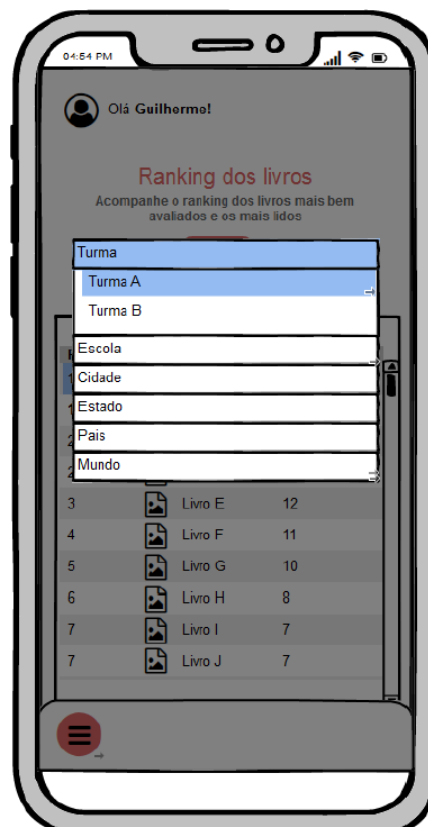 04:54 PM
Olá Guilherme!
Ranking dos livros
Acompanhe o ranking dos livros mais bem
avaliados e os mais lidos
Turma
Turma A
Turma B
Escola
Cidade
Estado
Pais
Mundo
3 Livro E 12
4 Livro F 11
5 Livro G 10
6 Livro H 8
7 Livro I 7
7 Livro J 7